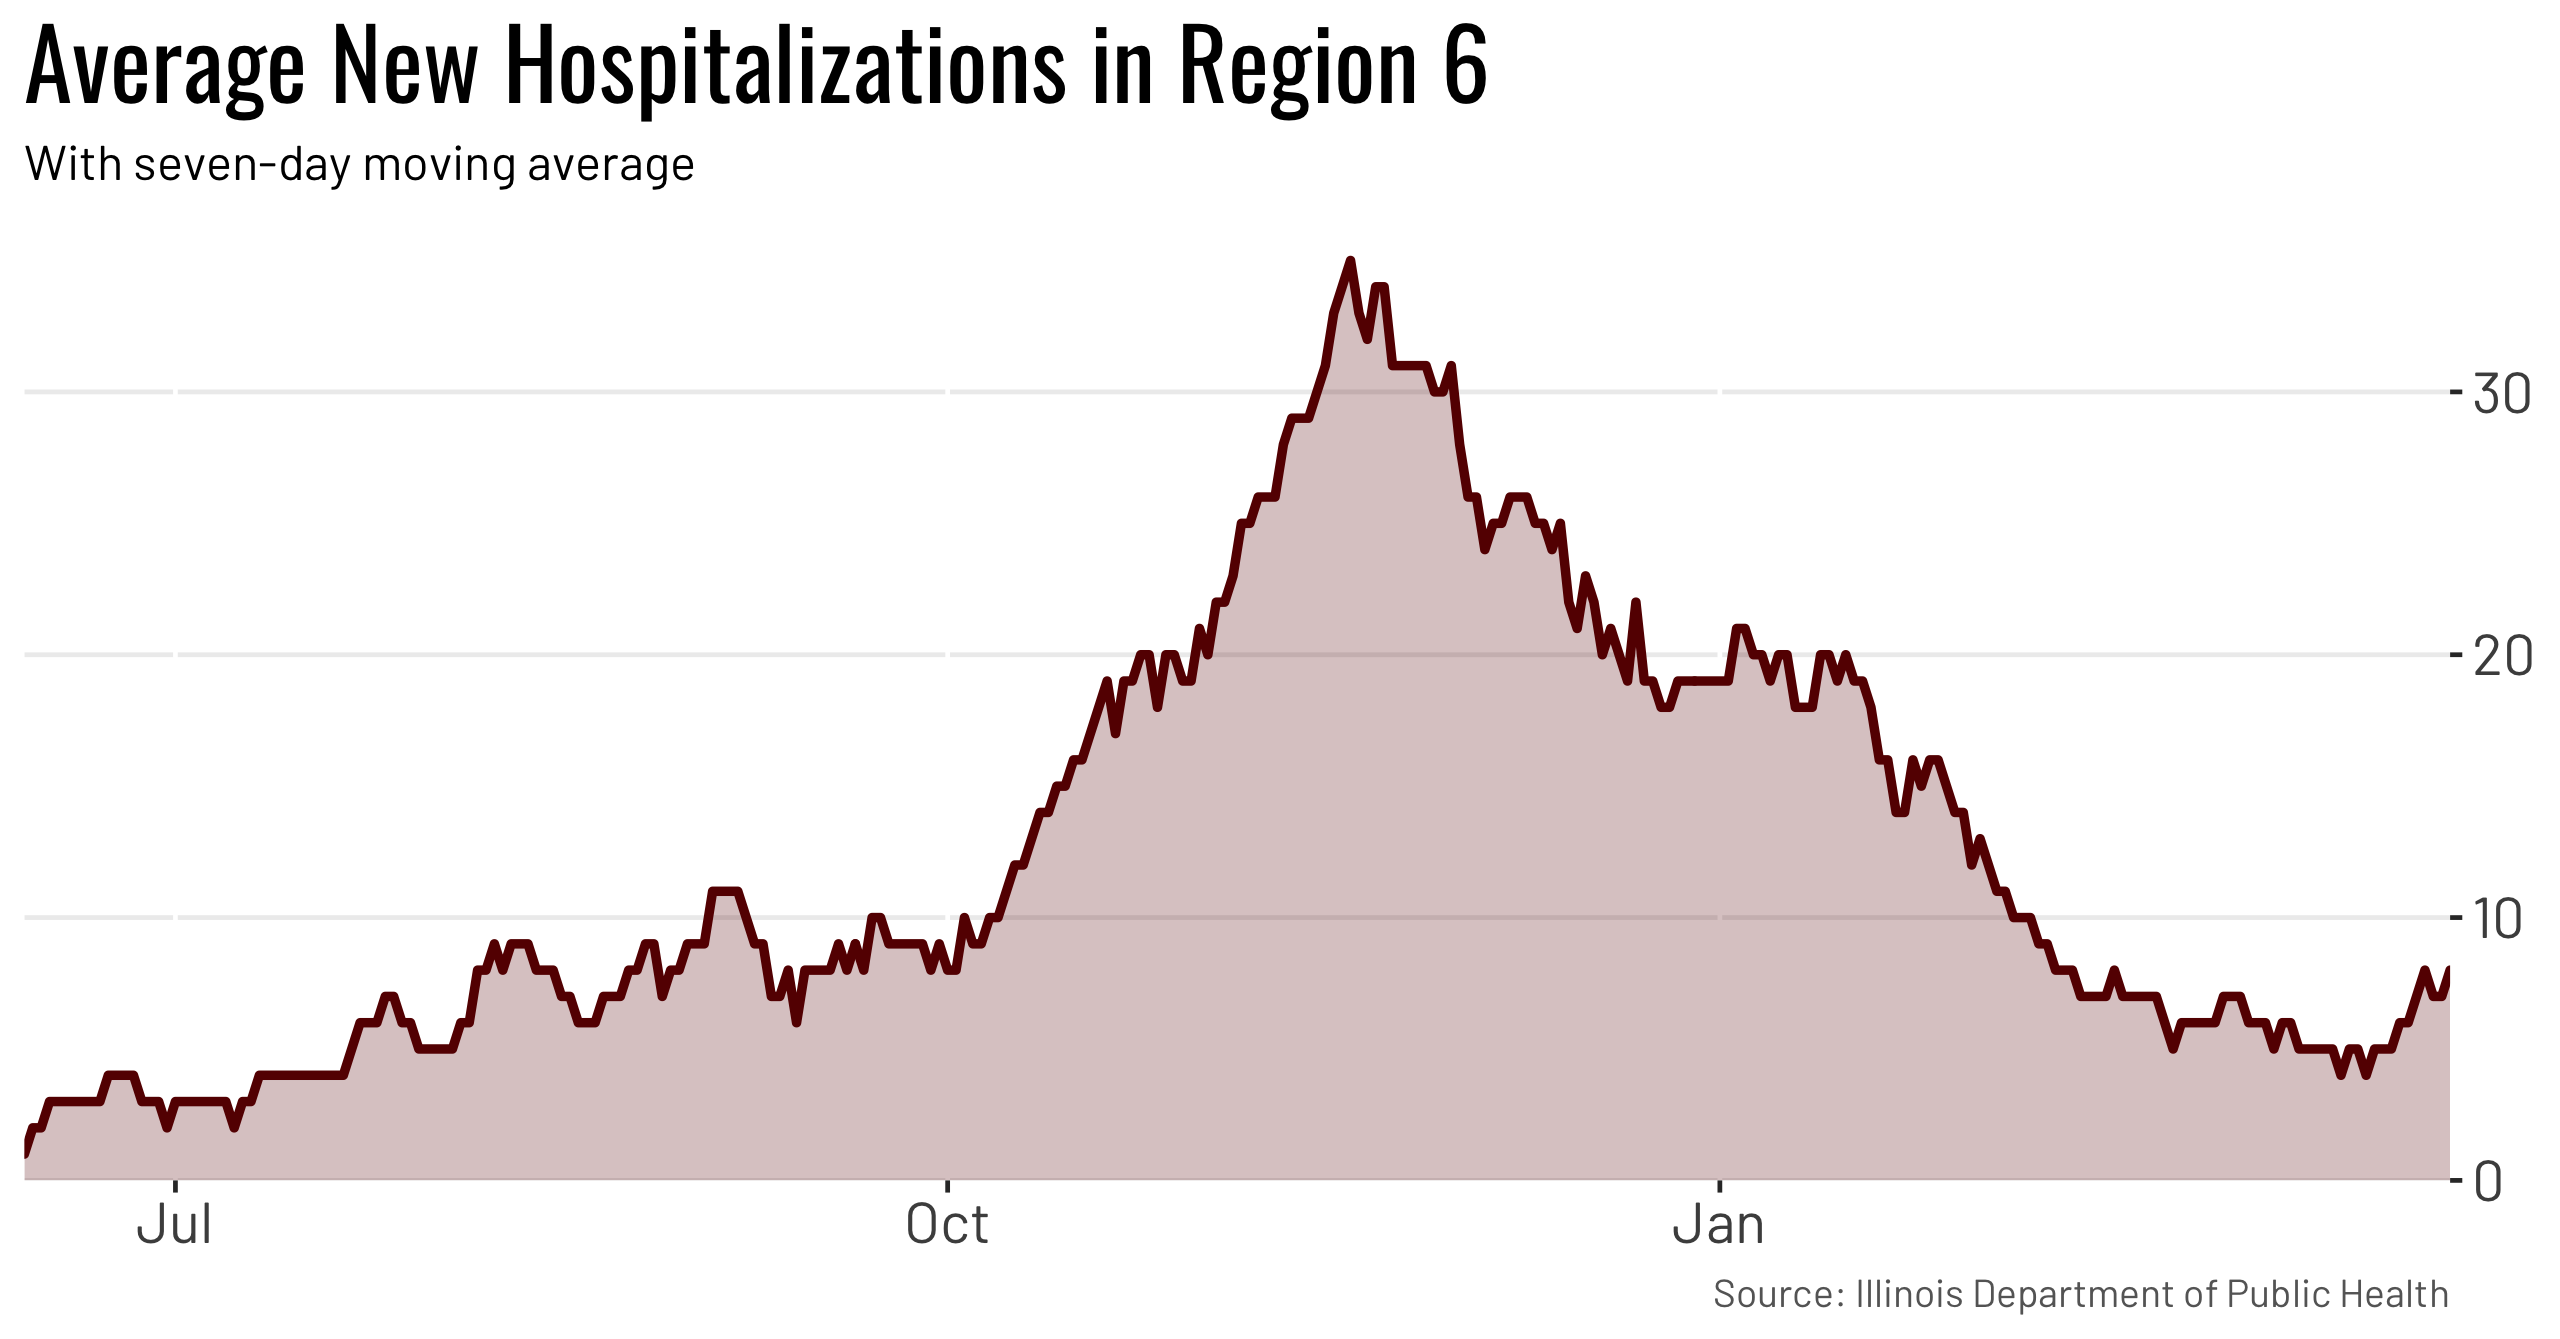 Average New Hospitalizations in Region 6
With seven-day moving average
30
20
10
0
Jul Oct Jan
Source: Illinois Department of Public Health